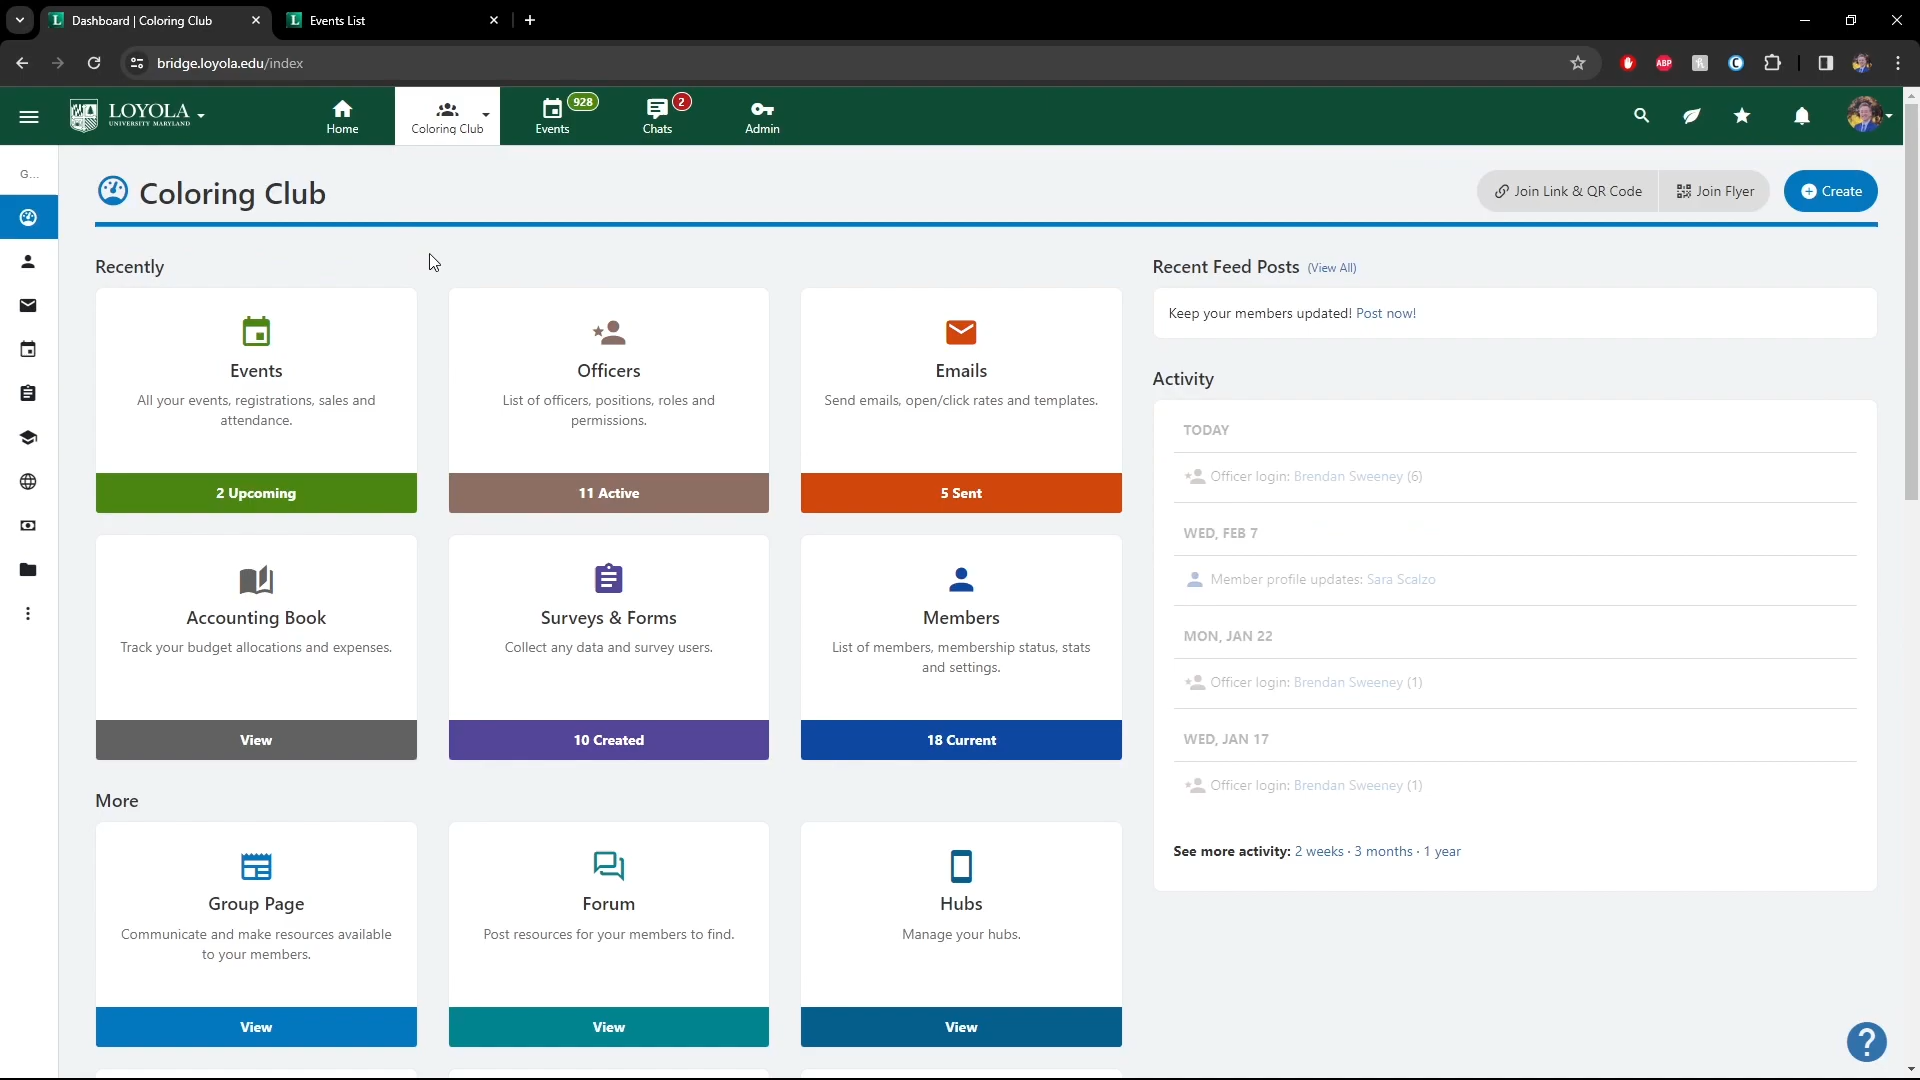 Dashboard | Coloring Club
Events List
bridge.loyola.edu/index
ABP
LOYOLA
UNIVERSITY MARYLAND
Home
Coloring Club
928
Events
2
Chats
Admin
G...
Coloring Club
Join Link & QR Code
Join Flyer
Create
Recently
Events
All your events, registrations, sales and
attendance.
2 Upcoming
Officers
List of officers, positions, roles and
permissions.
11 Active
Emails
Send emails, open/click rates and templates.
5 Sent
Accounting Book
Track your budget allocations and expenses.
View
Surveys & Forms
Collect any data and survey users.
10 Created
Members
List of members, membership status, stats
and settings.
18 Current
More
Group Page
Communicate and make resources available
to your members.
View
Forum
Post resources for your members to find.
View
Hubs
Manage your hubs.
View
Recent Feed Posts (View All)
Keep your members updated! Post now!
Activity
TODAY
Officer login: Brendan Sweeney (6)
WED, FEB 7
Member profile updates: Sara Scalzo
MON, JAN 22
Officer login: Brendan Sweeney (1)
WED, JAN 17
Officer login: Brendan Sweeney (1)
See more activity: 2 weeks · 3 months · 1 year
?